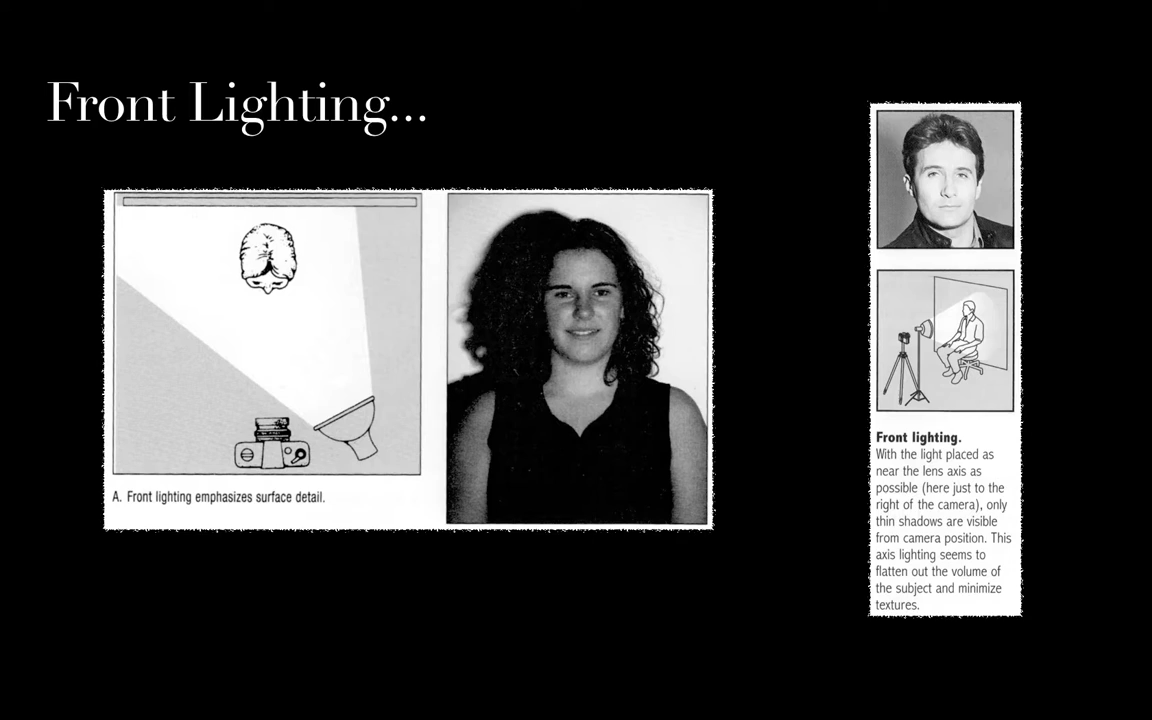 Front Lighting...
A. Front lighting emphasizes surface detail.
Front lighting.
With the light placed as
near the lens axis as
possible (here just to the
right of the camera), only
thin shadows are visible
from camera position. This
axis lighting seems to
flatten out the volume of
the subject and minimize
textures.